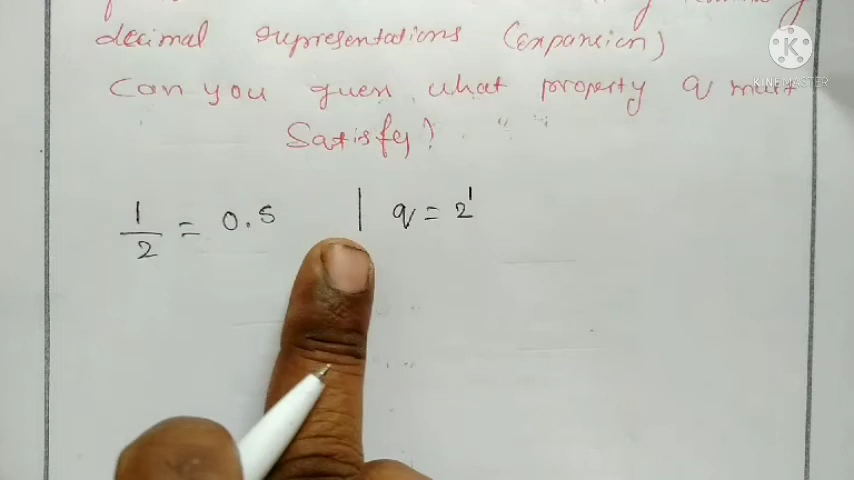 decimal representations (expansion)
Can you guess what property q must
Satisfy?
1/2 = 0.5 | q = 2¹
K
KINEMASTER